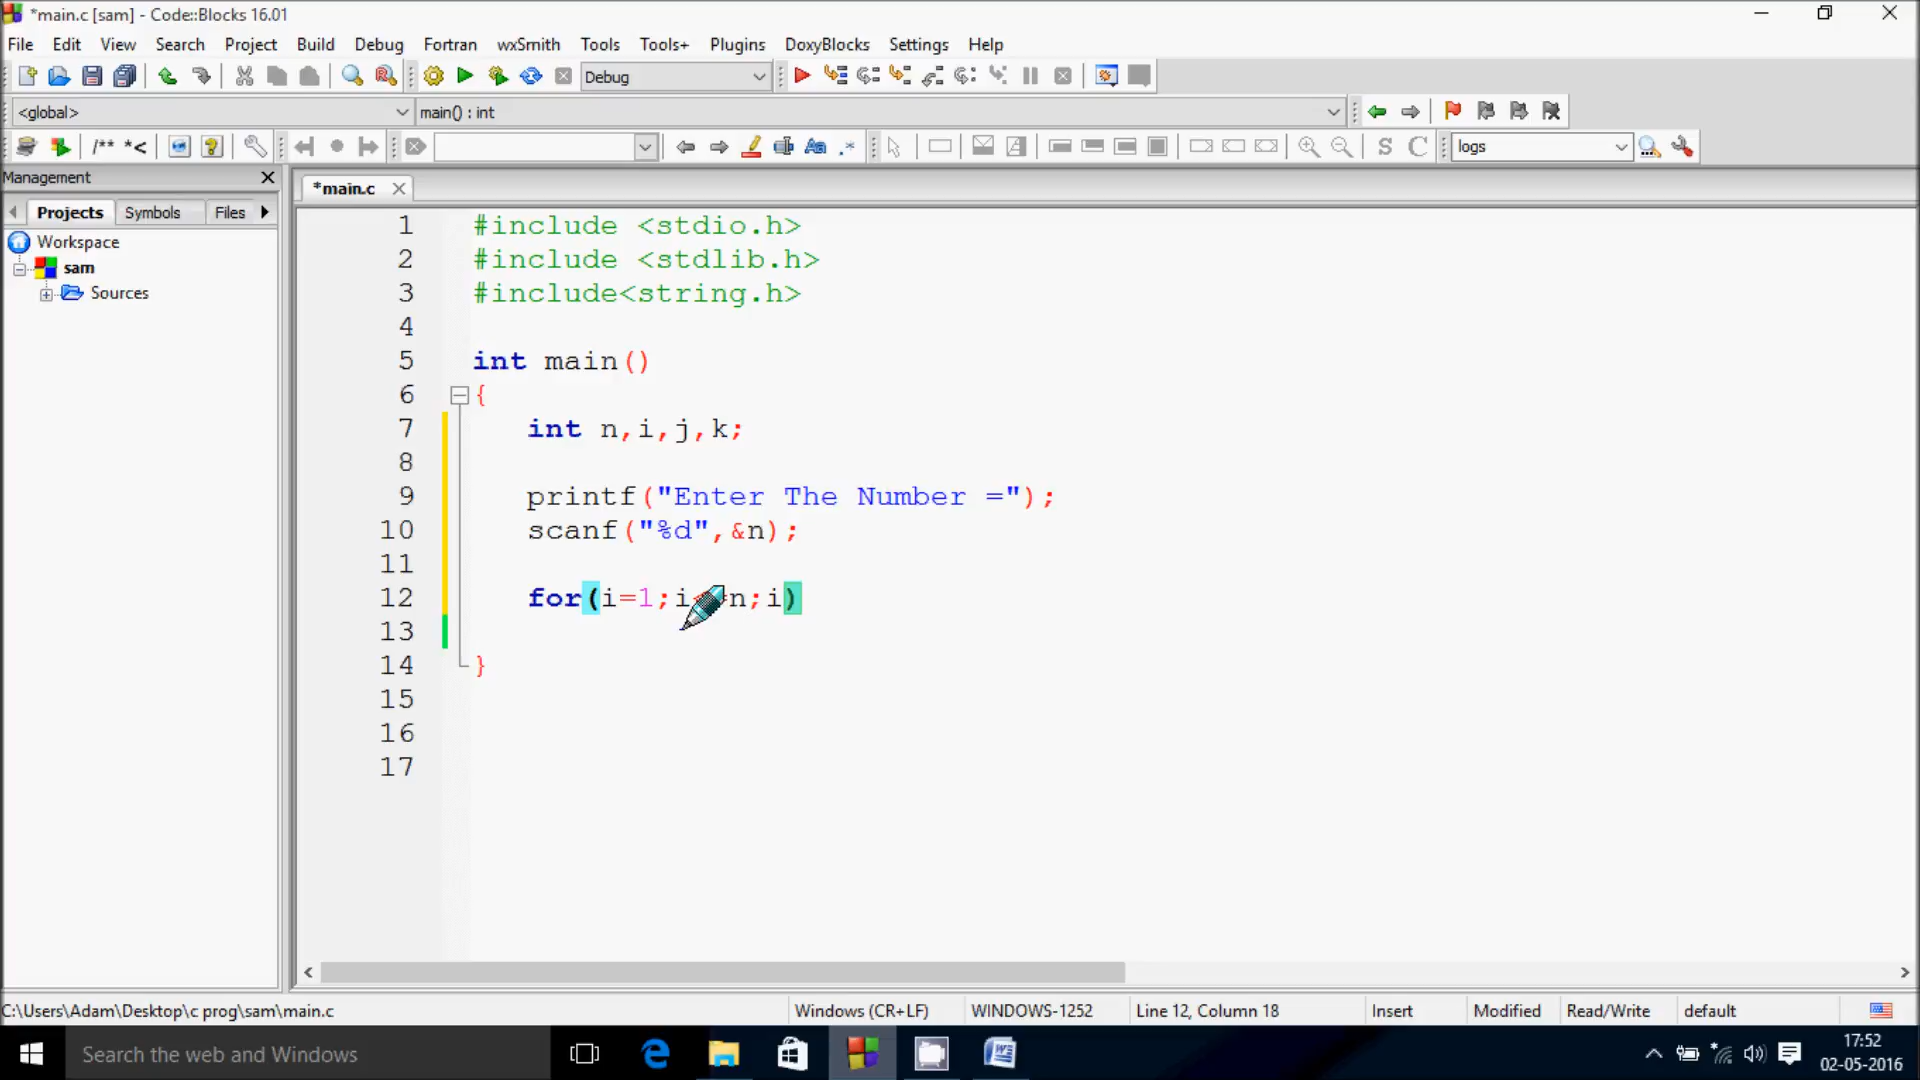 *main.c [sam] - Code::Blocks 16.01
File Edit View Search Project Build Debug Fortran wxSmith Tools Tools+ Plugins DoxyBlocks Settings Help
Debug
<global> main() : int
/** *< Aa .* S C logs
Management
Projects Symbols Files
*main.c
Workspace
sam
Sources
1 #include <stdio.h>
2 #include <stdlib.h>
3 #include<string.h>
4
5 int main()
6 {
7 int n,i,j,k;
8
9 printf("Enter The Number =");
10 scanf("%d",&n);
11
12 for(i=1;i n;i)
13
14 }
15
16
17
C:\Users\Adam\Desktop\c prog\sam\main.c Windows (CR+LF) WINDOWS-1252 Line 12, Column 18 Insert Modified Read/Write default
Search the web and Windows
17:52
02-05-2016